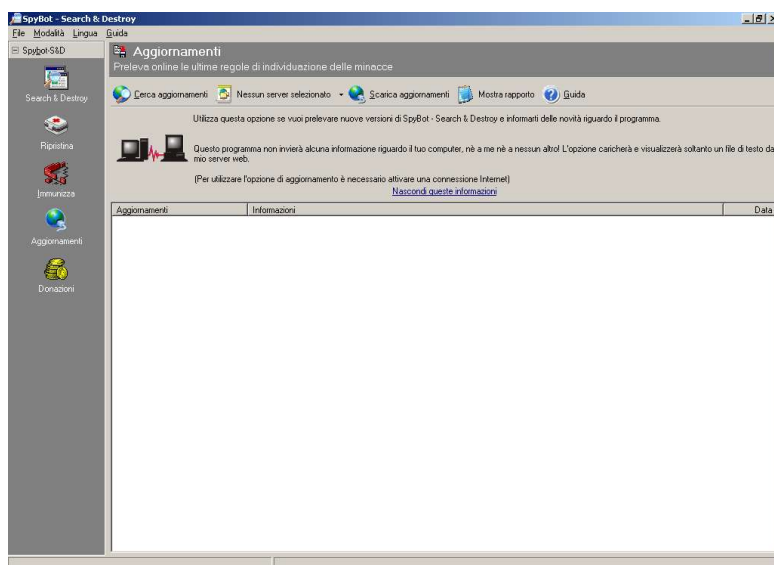 SpyBot - Search & Destroy
File Modalità Lingua Guida
Spybot-S&D
Aggiornamenti
Preleva online le ultime regole di individuazione delle minacce
Search & Destroy
Ripristina
Immunizza
Aggiornamenti
Donazioni
Cerca aggiornamenti Nessun server selezionato Scarica aggiornamenti Mostra rapporto Guida
Utilizza questa opzione se vuoi prelevare nuove versioni di SpyBot - Search & Destroy e informarti delle novità riguardo il programma.
Questo programma non invierà alcuna informazione riguardo il tuo computer, nè a me nè a nessun altro! L'opzione caricherà e visualizzerà soltanto un file di testo da
mio server web.
(Per utilizzare l'opzione di aggiornamento è necessario attivare una connessione Internet)
Nascondi queste informazioni
Aggiornamenti Informazioni Data